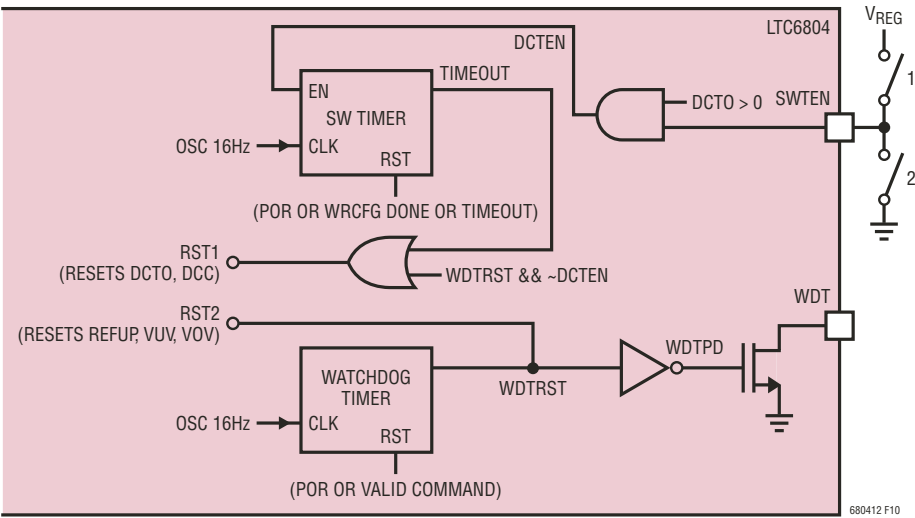 LTC6804
VREG
DCTEN
TIMEOUT
EN
SW TIMER
DCTO > 0
SWTEN
1
OSC 16Hz
CLK
RST
2
(POR OR WRCFG DONE OR TIMEOUT)
RST1
(RESETS DCTO, DCC)
WDTRST && ~DCTEN
RST2
(RESETS REFUP, VUV, VOV)
WDT
WATCHDOG
TIMER
WDTPD
WDTRST
OSC 16Hz
CLK
RST
(POR OR VALID COMMAND)
680412 F10